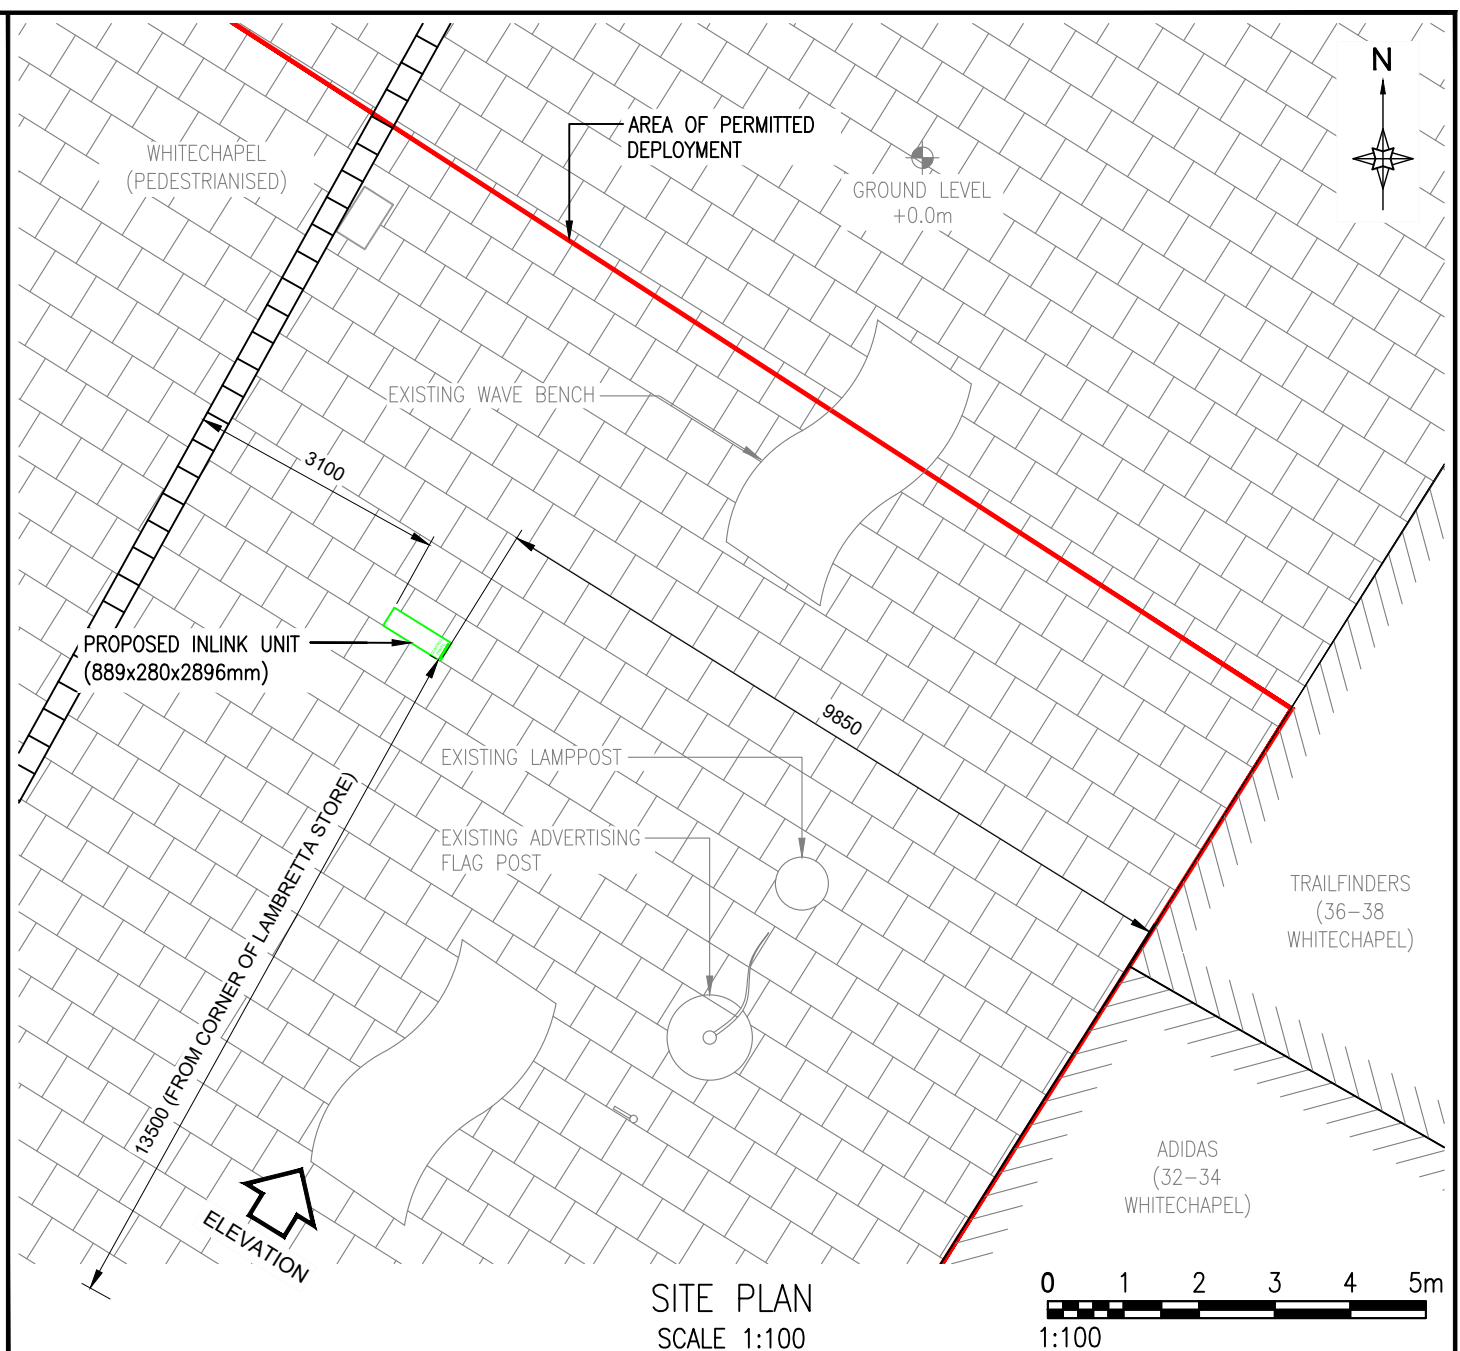 N
AREA OF PERMITTED
DEPLOYMENT
WHITECHAPEL
(PEDESTRIANISED)
GROUND LEVEL
+0.0m
EXISTING WAVE BENCH
3100
PROPOSED INLINK UNIT
(889x280x2896mm)
9850
EXISTING LAMPPOST
EXISTING ADVERTISING
FLAG POST
13500 (FROM CORNER OF LAMBRETTA STORE)
TRAILFINDERS
(36-38
WHITECHAPEL)
ADIDAS
(32-34
WHITECHAPEL)
ELEVATION
SITE PLAN
SCALE 1:100
0 1 2 3 4 5m
1:100